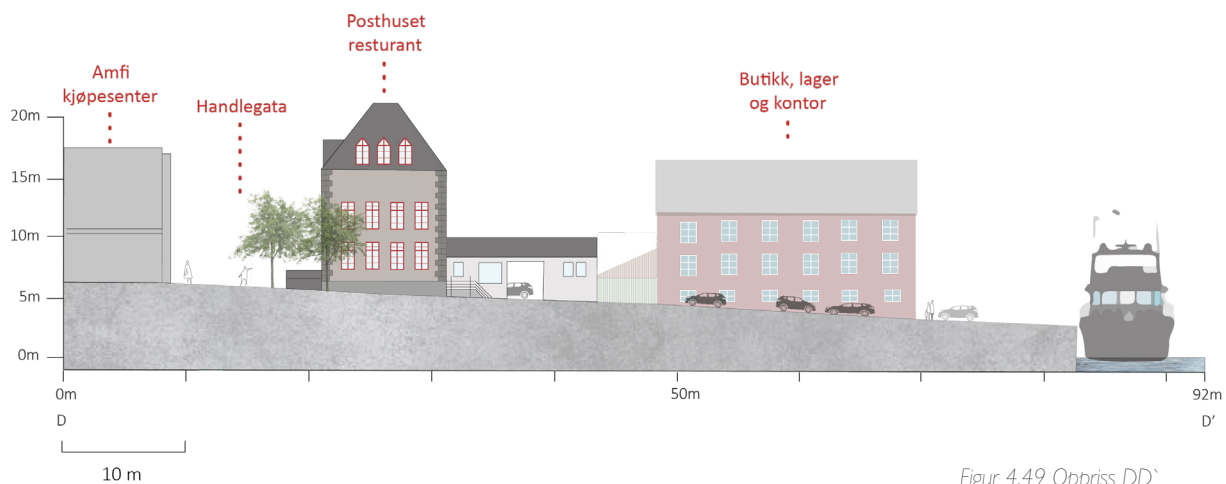 Posthuset
resturant
Amfi
kjøpesenter
Handlegata
Butikk, lager
og kontor
20m
15m
10m
5m
0m
0m
50m
92m
D
D'
10 m
Figur 4.49 Oppriss DD`